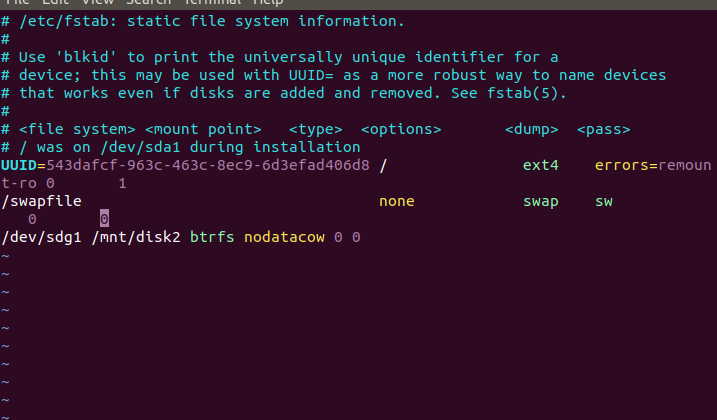 File Edit View Search Terminal Help
# /etc/fstab: static file system information.
#
# Use 'blkid' to print the universally unique identifier for a
# device; this may be used with UUID= as a more robust way to name devices
# that works even if disks are added and removed. See fstab(5).
#
# <file system> <mount point>   <type>  <options>       <dump>  <pass>
# / was on /dev/sda1 during installation
UUID=543dafcf-963c-463c-8ec9-6d3efad406d8 /               ext4    errors=remoun
t-ro 0       1
/swapfile                                 none            swap    sw
   0       0
/dev/sdg1 /mnt/disk2 btrfs nodatacow 0 0
~
~
~
~
~
~
~
~
~
~